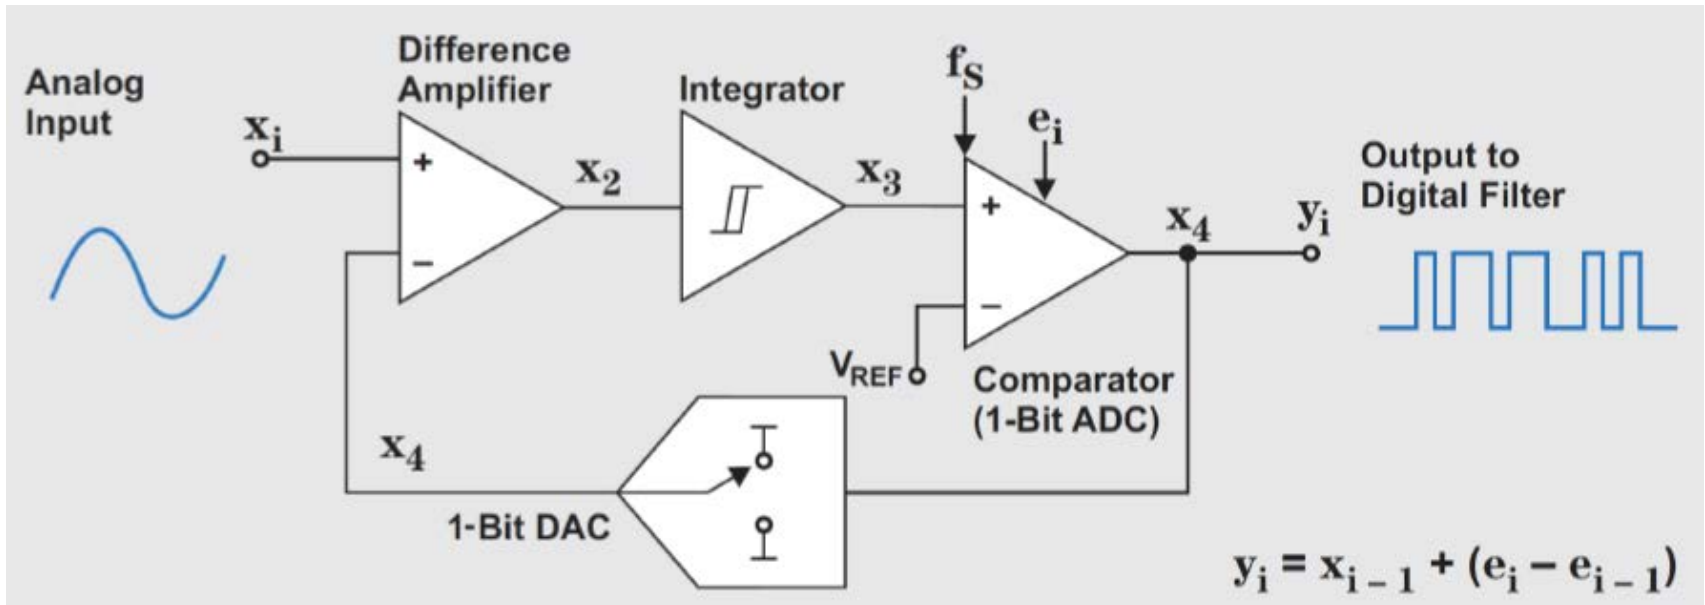 Analog
Input
xi
Difference
Amplifier
+
−
x2
Integrator
x3
fS
ei
+
−
VREF
Comparator
(1-Bit ADC)
x4
yi
Output to
Digital Filter
x4
1-Bit DAC
yi = xi − 1 + (ei − ei − 1)